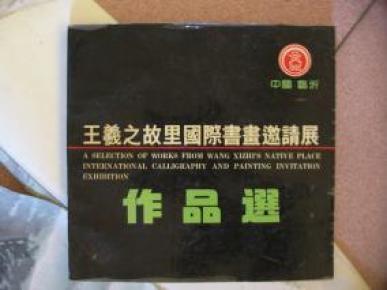 中國 臨沂
王羲之故里國際書畫邀請展
A SELECTION OF WORKS FROM WANG XIZHI'S NATIVE PLACE
INTERNATIONAL CALLIGRAPHY AND PAINTING INVITATION
EXHIBITION
作品選